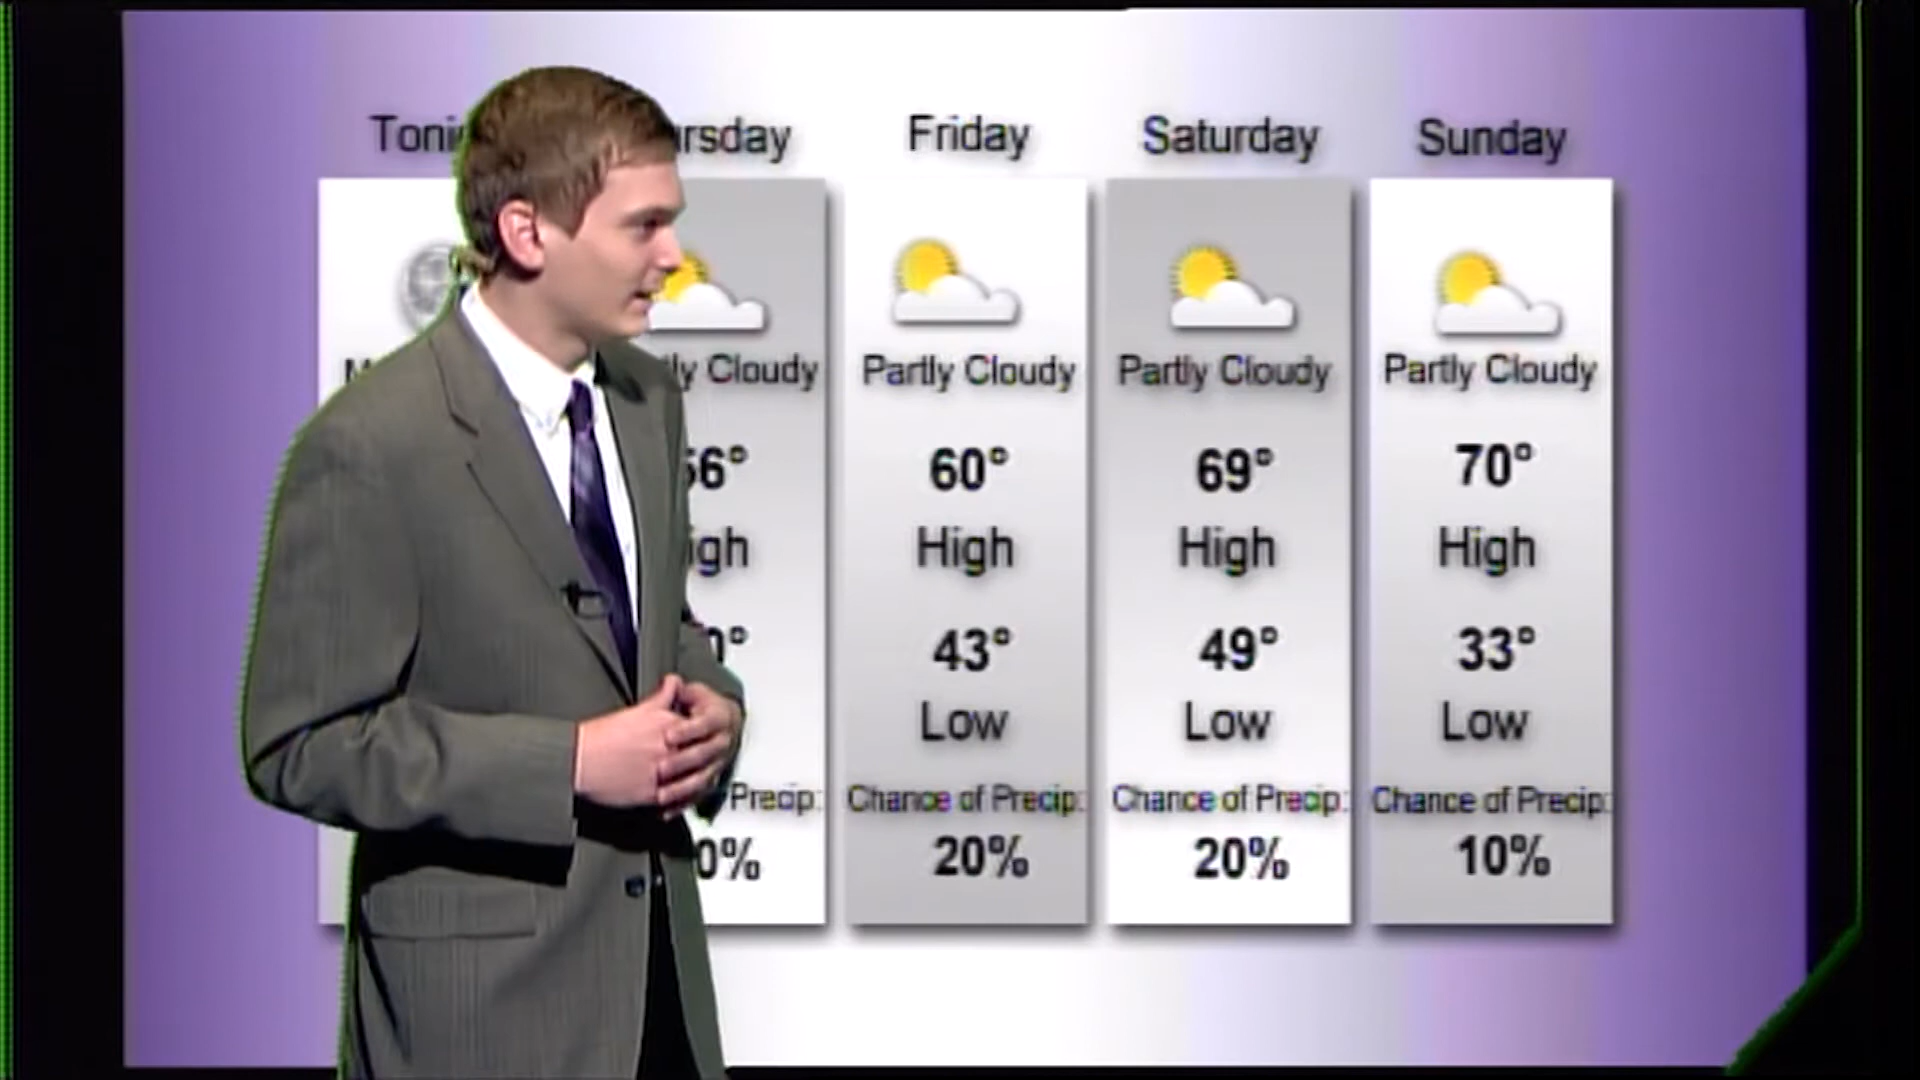 Friday
Saturday
Sunday
Cloudy
Partly Cloudy
Partly Cloudy
Partly Cloudy
60°
69°
70°
High
High
High
43°
49°
33°
Low
Low
Low
Precip:
Chance of Precip:
Chance of Precip:
Chance of Precip:
20%
20%
10%